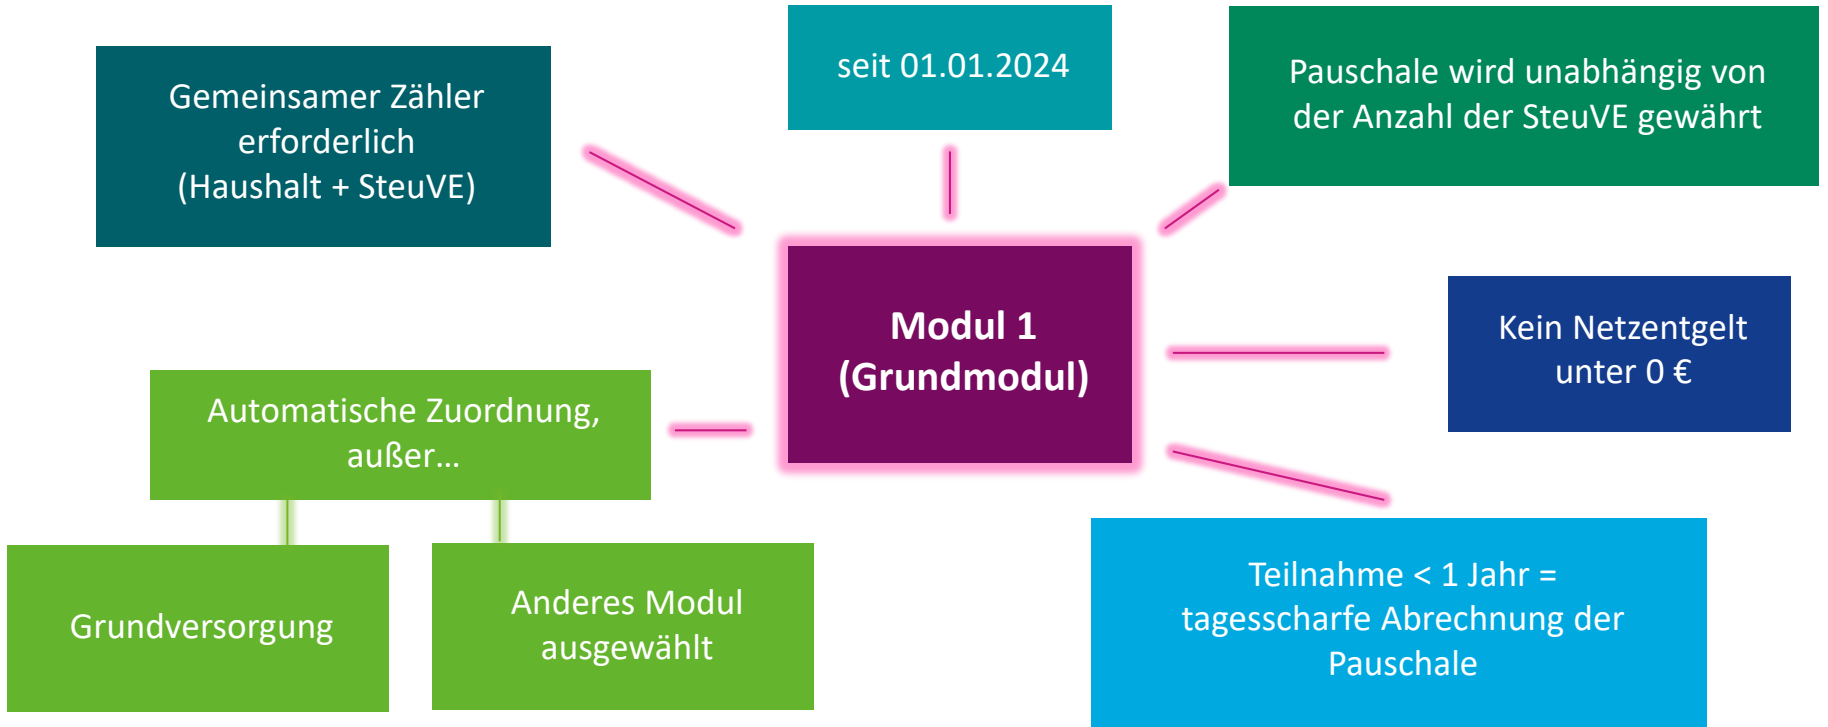 Gemeinsamer Zähler
erforderlich
(Haushalt + SteuVE)
seit 01.01.2024
Pauschale wird unabhängig von
der Anzahl der SteuVE gewährt
Modul 1
(Grundmodul)
Kein Netzentgelt
unter 0 €
Automatische Zuordnung,
außer…
Grundversorgung
Anderes Modul
ausgewählt
Teilnahme < 1 Jahr =
tagesscharfe Abrechnung der
Pauschale